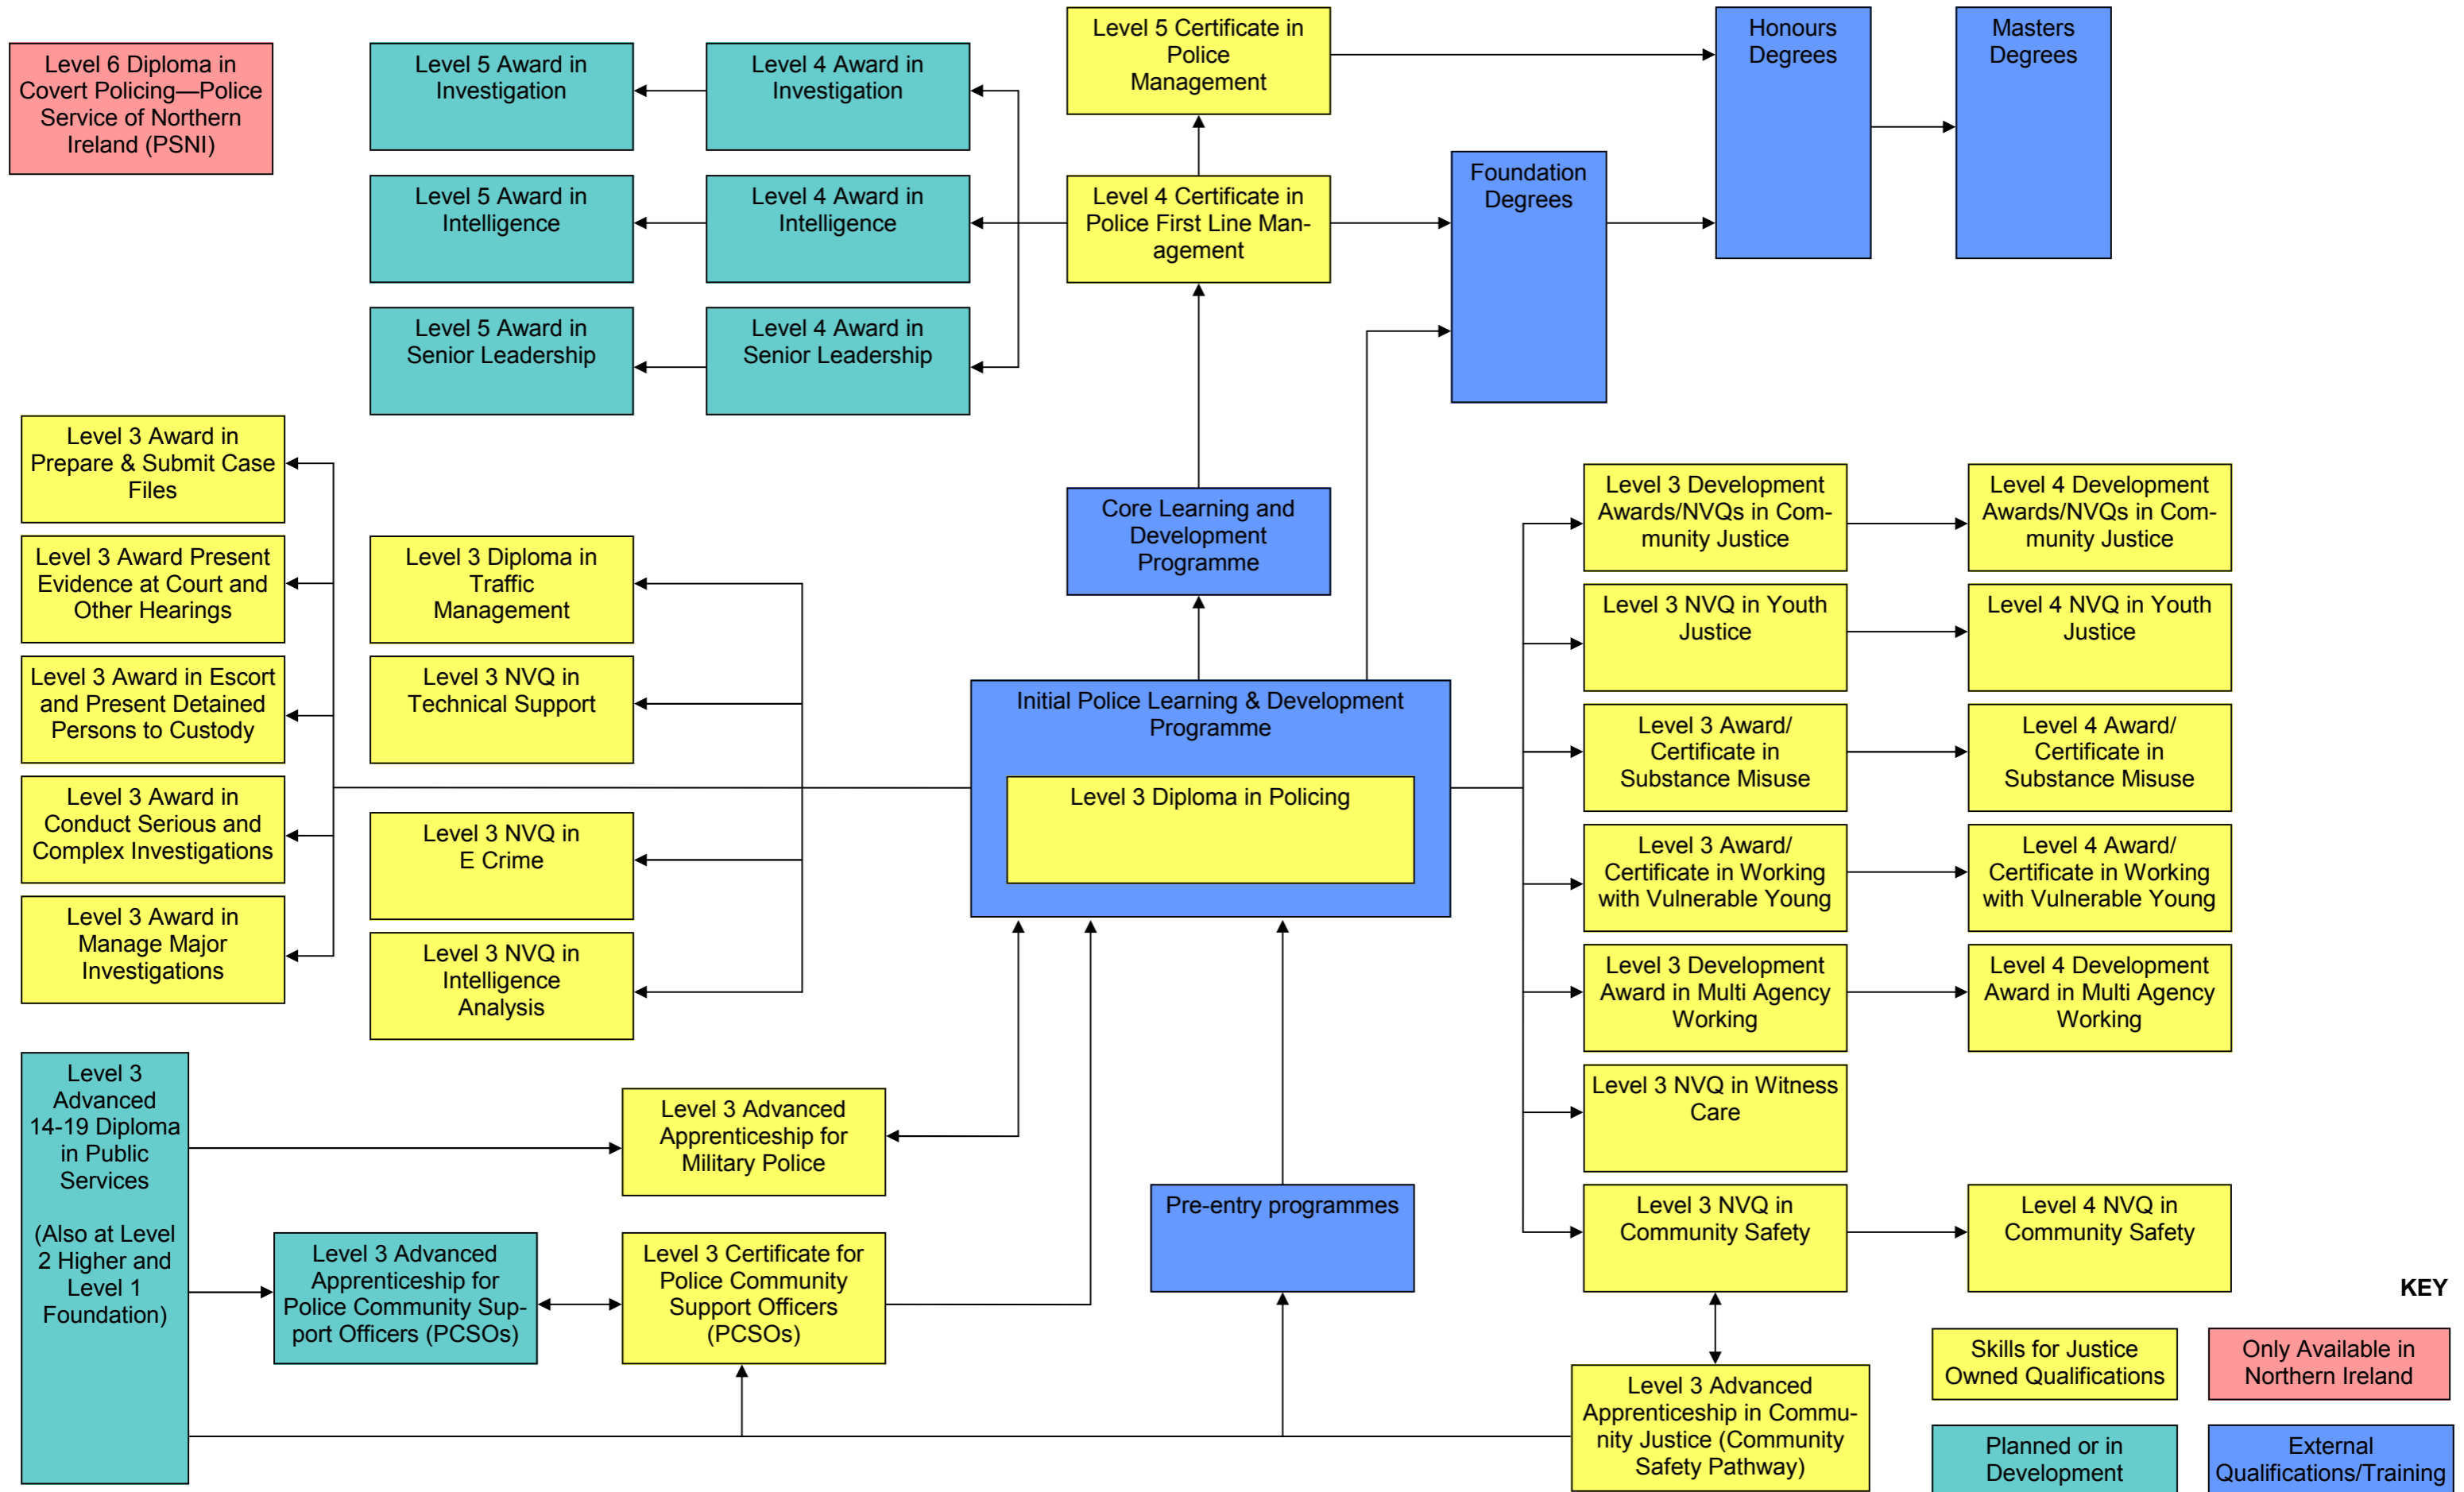 Level 6 Diploma in
Covert Policing—Police
Service of Northern
Ireland (PSNI)
Level 5 Award in
Investigation
Level 4 Award in
Investigation
Level 5 Certificate in
Police
Management
Honours
Degrees
Masters
Degrees
Level 5 Award in
Intelligence
Level 4 Award in
Intelligence
Level 4 Certificate in
Police First Line Man-
agement
Foundation
Degrees
Level 5 Award in
Senior Leadership
Level 4 Award in
Senior Leadership
Level 3 Award in
Prepare & Submit Case
Files
Level 3 Award Present
Evidence at Court and
Other Hearings
Level 3 Award in Escort
and Present Detained
Persons to Custody
Level 3 Award in
Conduct Serious and
Complex Investigations
Level 3 Award in
Manage Major
Investigations
Level 3 Diploma in
Traffic
Management
Level 3 NVQ in
Technical Support
Level 3 NVQ in
E Crime
Level 3 NVQ in
Intelligence
Analysis
Core Learning and
Development
Programme
Initial Police Learning & Development
Programme
Level 3 Diploma in Policing
Level 3 Development
Awards/NVQs in Com-
munity Justice
Level 4 Development
Awards/NVQs in Com-
munity Justice
Level 3 NVQ in Youth
Justice
Level 4 NVQ in Youth
Justice
Level 3 Award/
Certificate in
Substance Misuse
Level 4 Award/
Certificate in
Substance Misuse
Level 3 Award/
Certificate in Working
with Vulnerable Young
Level 4 Award/
Certificate in Working
with Vulnerable Young
Level 3 Development
Award in Multi Agency
Working
Level 4 Development
Award in Multi Agency
Working
Level 3 NVQ in Witness
Care
Level 3 NVQ in
Community Safety
Level 4 NVQ in
Community Safety
Level 3
Advanced
14-19 Diploma
in Public
Services
(Also at Level
2 Higher and
Level 1
Foundation)
Level 3 Advanced
Apprenticeship for
Military Police
Level 3 Advanced
Apprenticeship for
Police Community Sup-
port Officers (PCSOs)
Level 3 Certificate for
Police Community
Support Officers
(PCSOs)
Pre-entry programmes
Level 3 Advanced
Apprenticeship in Commu-
nity Justice (Community
Safety Pathway)
KEY
Skills for Justice
Owned Qualifications
Only Available in
Northern Ireland
Planned or in
Development
External
Qualifications/Training